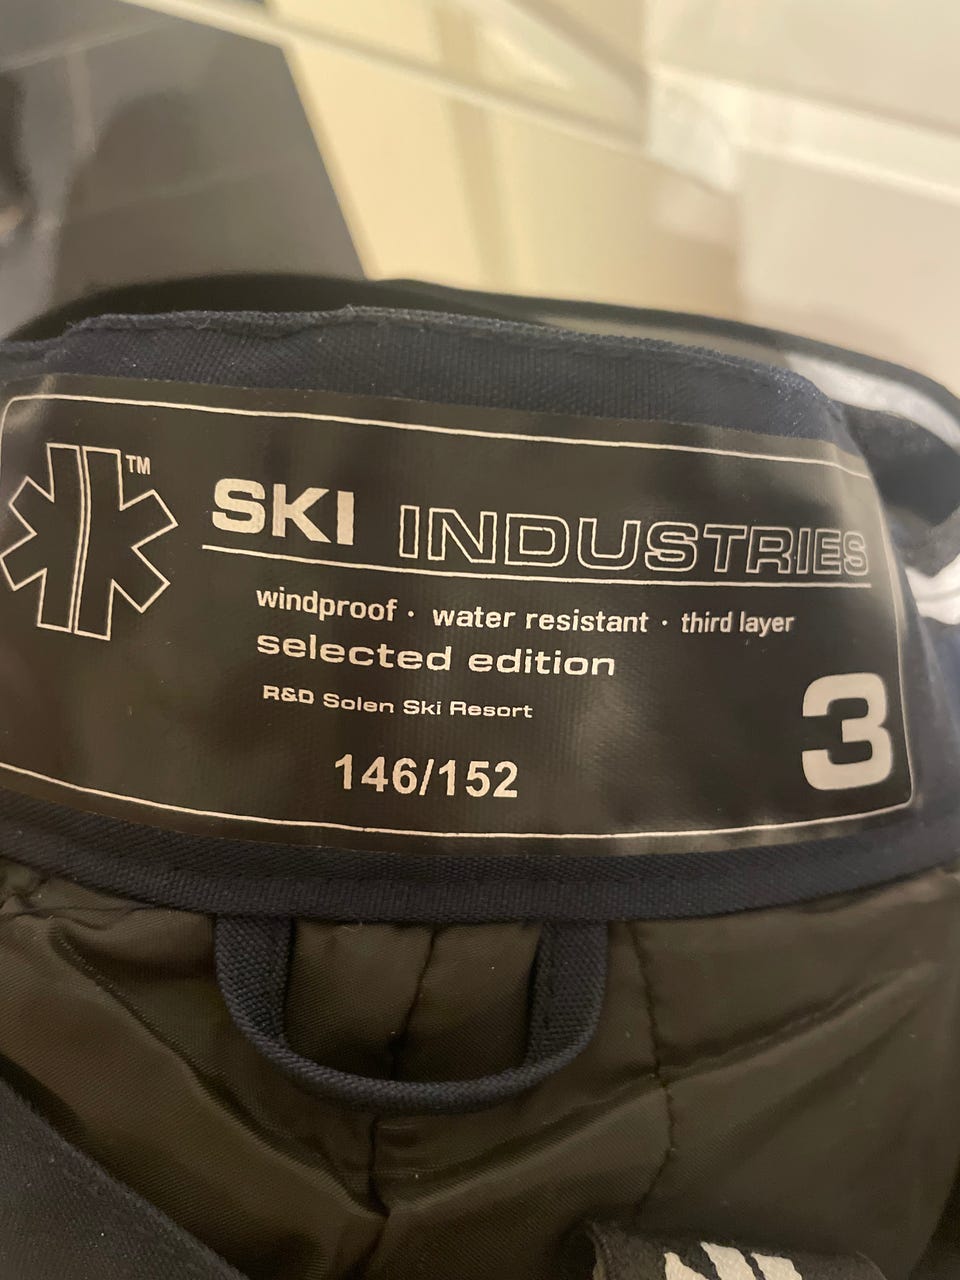 TM
SKI INDUSTRIES
windproof · water resistant · third layer
selected edition
R&D Solen Ski Resort
3
146/152